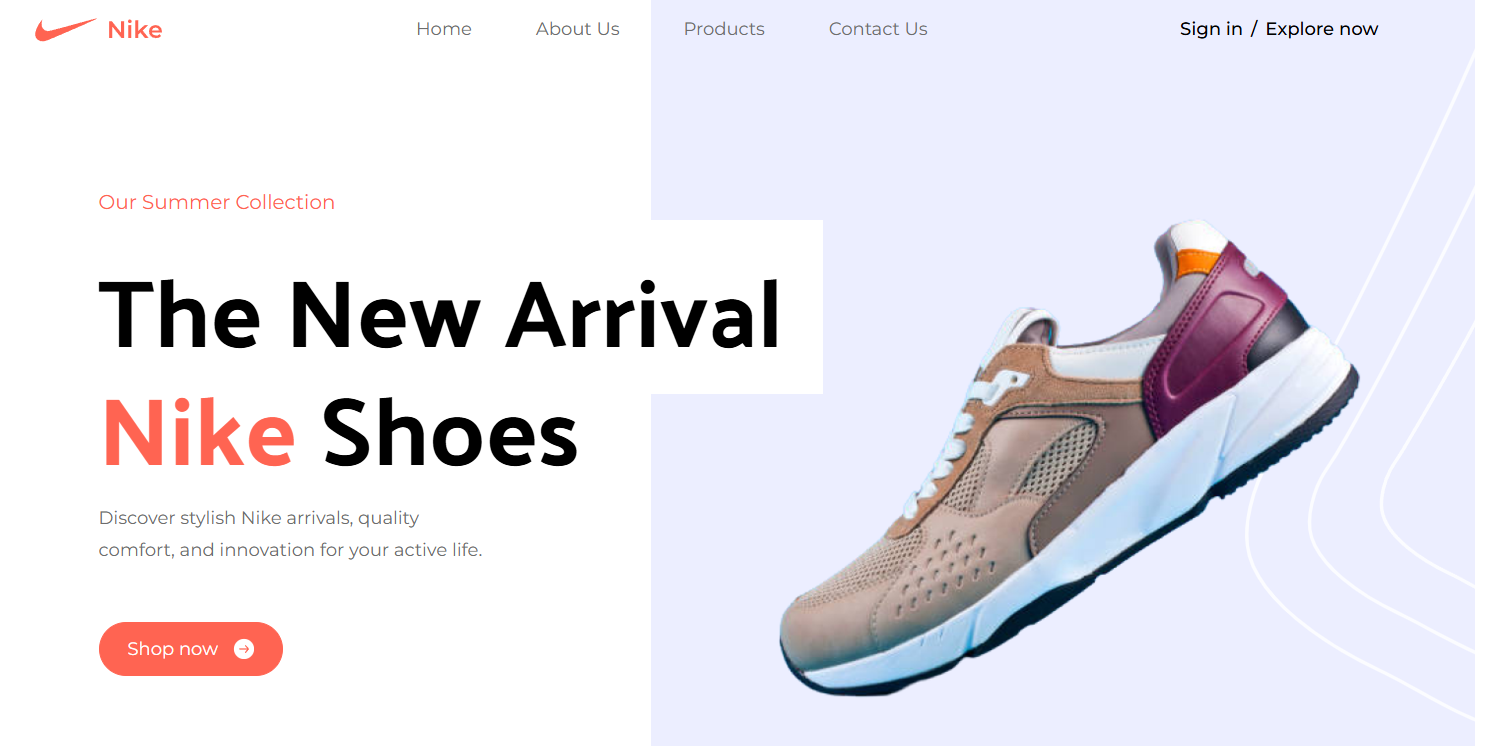 Nike
Home
About Us
Products
Contact Us
Sign in / Explore now
Our Summer Collection
The New Arrival
Nike Shoes
Discover stylish Nike arrivals, quality
comfort, and innovation for your active life.
Shop now